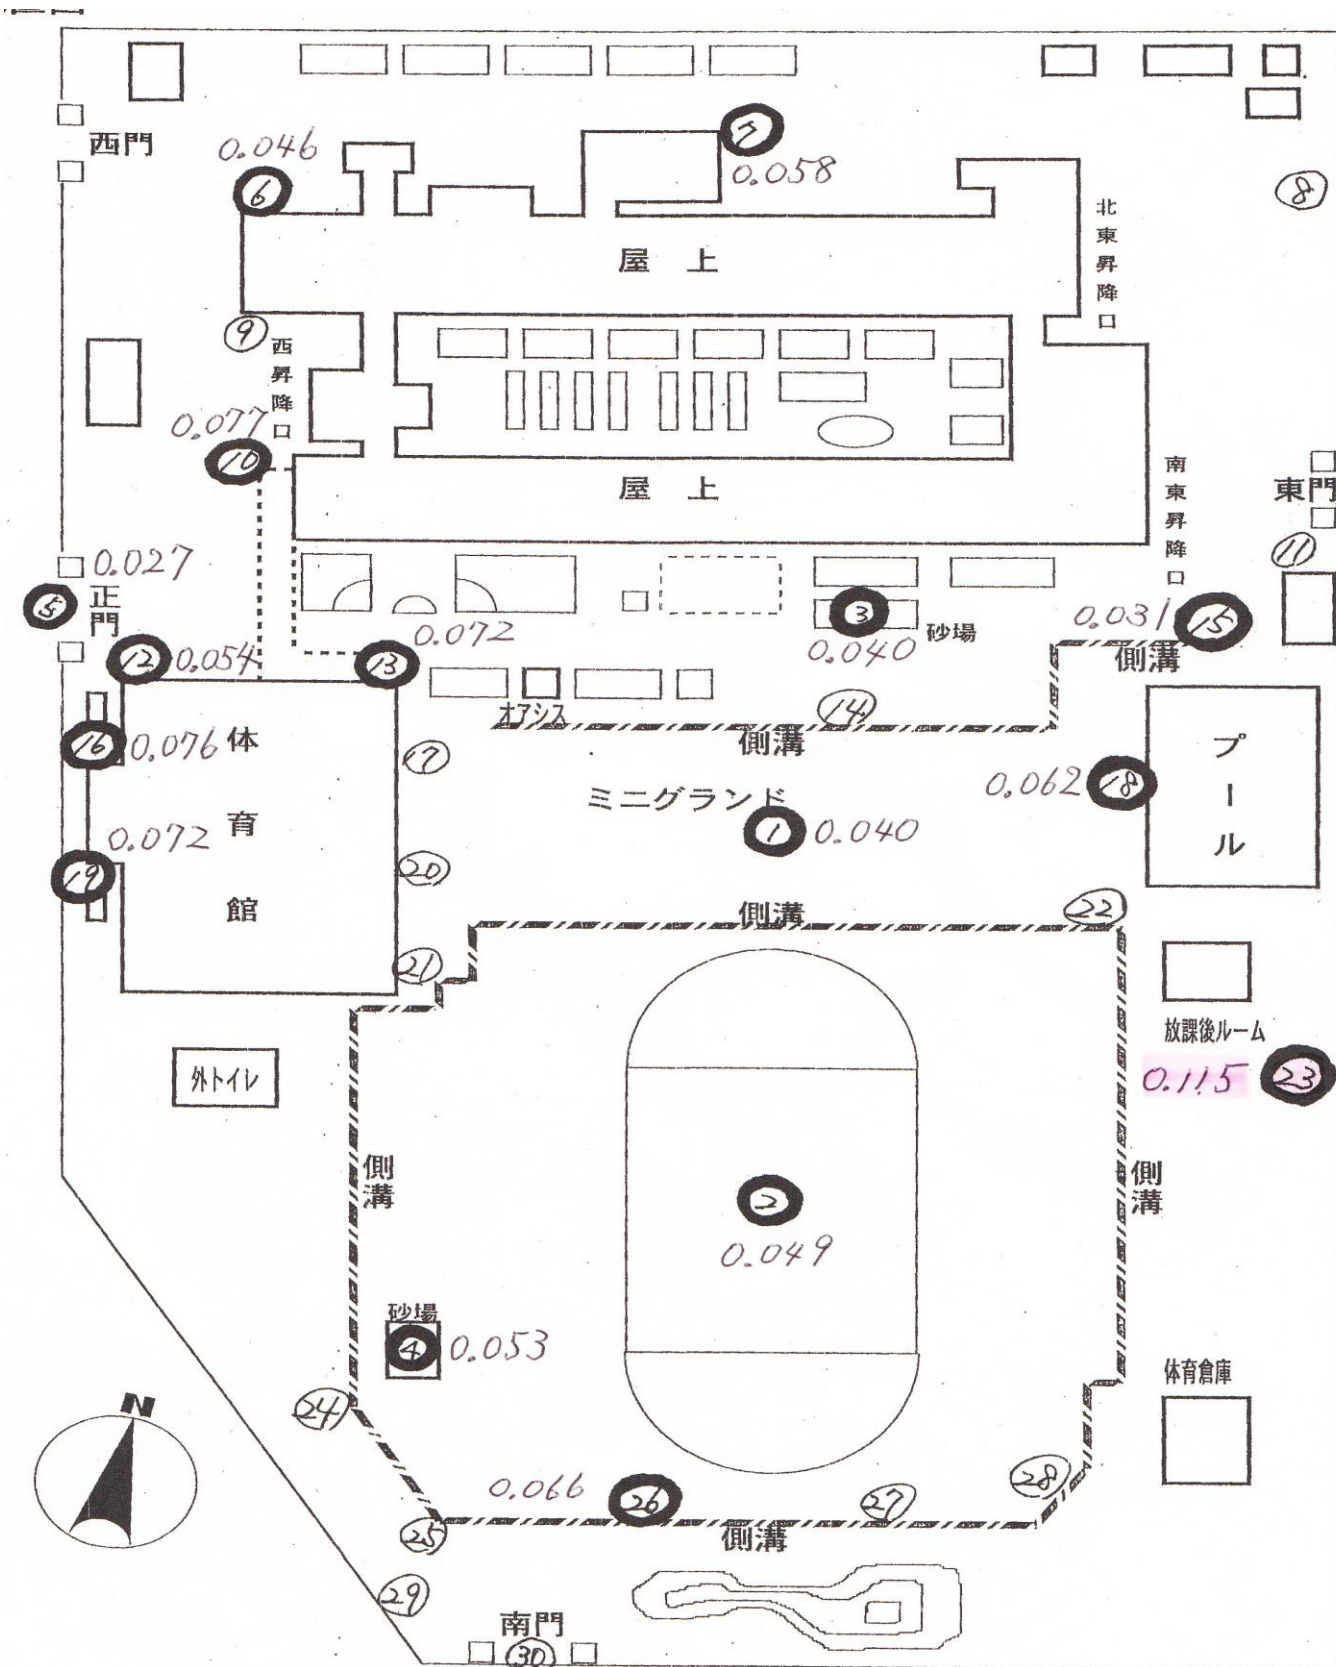 西門
0.046
⑥
⑦
0.058
⑧
北東昇降口
屋上
⑨
西昇降口
0.077
⑩
屋上
南東昇降口
東門
⑪
0.027
⑤
正門
⑫
0.054
0.072
⑬
③
0.040
砂場
0.031
⑮
側溝
オアシス
⑭
側溝
⑯
0.076
体育館
⑰
ミニグランド
①
0.040
0.062
⑱
プール
0.072
⑲
⑳
㉑
側溝
㉒
放課後ルーム
0.115
㉓
外トイレ
側溝
②
0.049
側溝
砂場
④
0.053
体育倉庫
N
㉔
0.066
㉖
㉗
㉘
㉕
側溝
㉙
南門
㉚